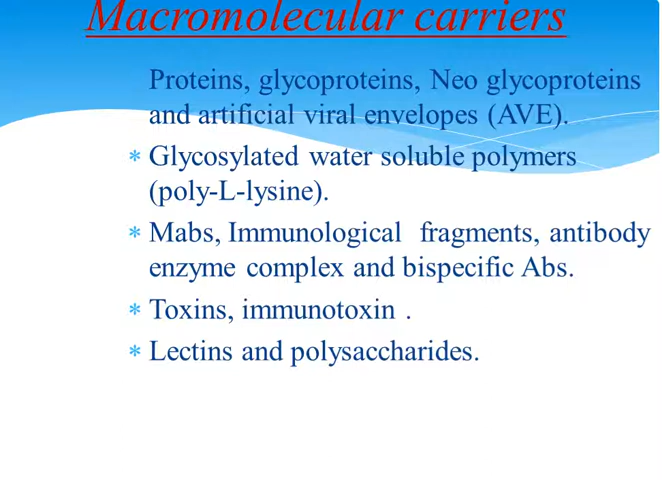 Macromolecular carriers
Proteins, glycoproteins, Neo glycoproteins
and artificial viral envelopes (AVE).
* Glycosylated water soluble polymers
(poly-L-lysine).
* Mabs, Immunological fragments, antibody
enzyme complex and bispecific Abs.
* Toxins, immunotoxin .
* Lectins and polysaccharides.